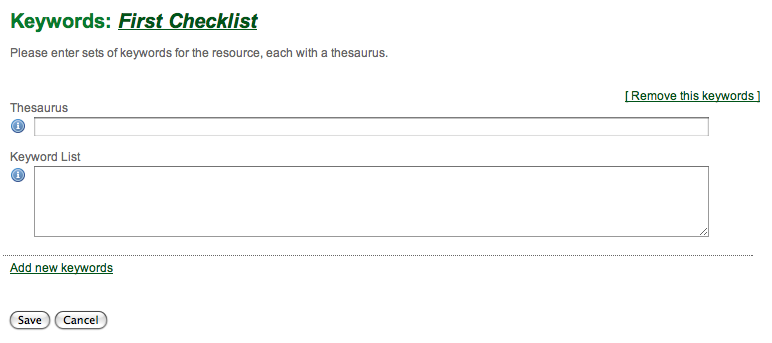 Keywords: First Checklist
Please enter sets of keywords for the resource, each with a thesaurus.
[ Remove this keywords ]
Thesaurus
i
Keyword List
i
Add new keywords
Save Cancel